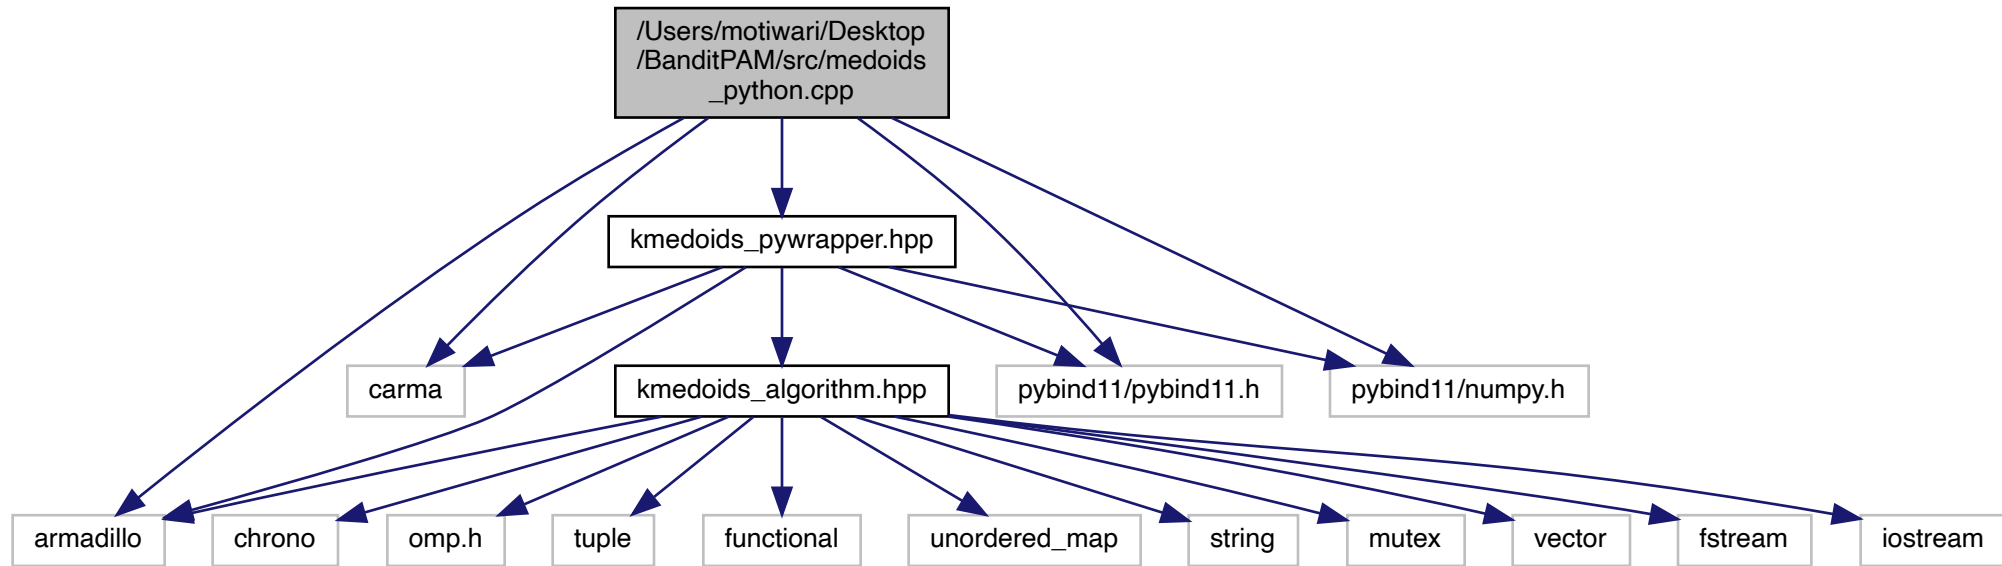 /Users/motiwari/Desktop
/BanditPAM/src/medoids
_python.cpp
kmedoids_pywrapper.hpp
carma
kmedoids_algorithm.hpp
pybind11/pybind11.h
pybind11/numpy.h
armadillo
chrono
omp.h
tuple
functional
unordered_map
string
mutex
vector
fstream
iostream